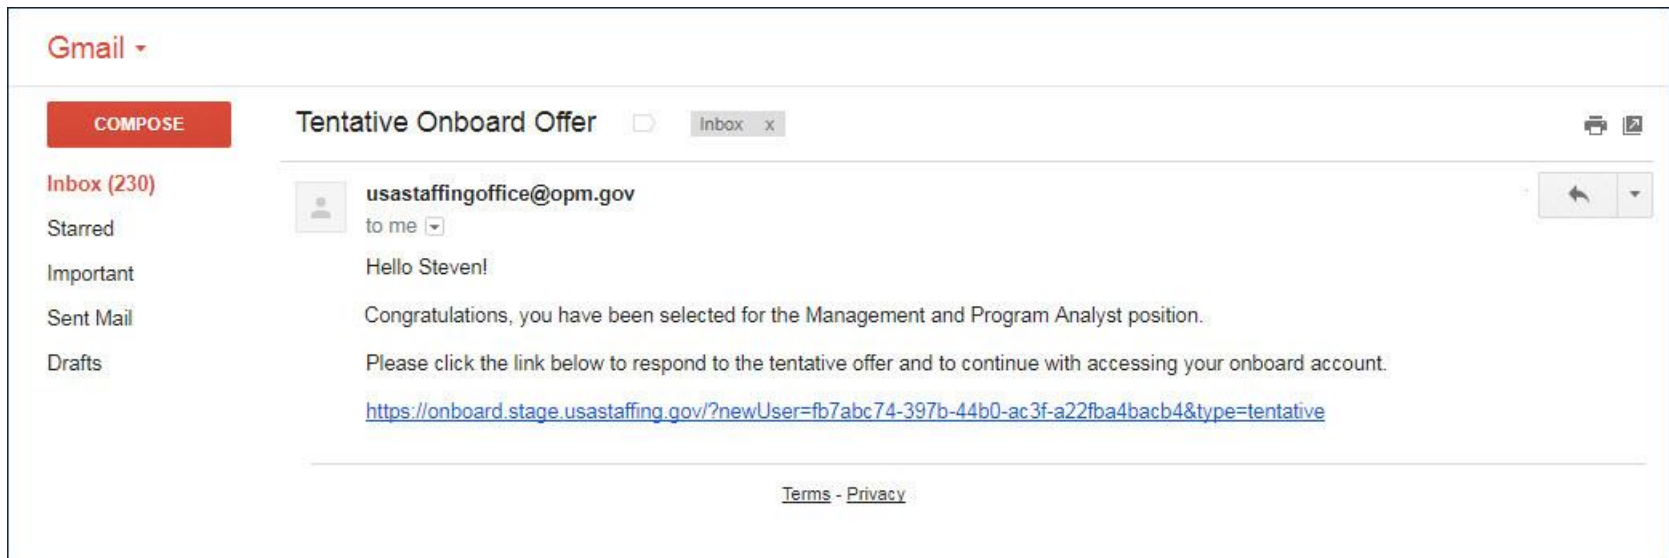 Gmail
COMPOSE
Inbox (230)
Starred
Important
Sent Mail
Drafts
Tentative Onboard Offer
Inbox x
usastaffingoffice@opm.gov
to me
Hello Steven!
Congratulations, you have been selected for the Management and Program Analyst position.
Please click the link below to respond to the tentative offer and to continue with accessing your onboard account.
https://onboard.stage.usastaffing.gov/?newUser=fb7abc74-397b-44b0-ac3f-a22fba4bacb4&type=tentative
Terms - Privacy